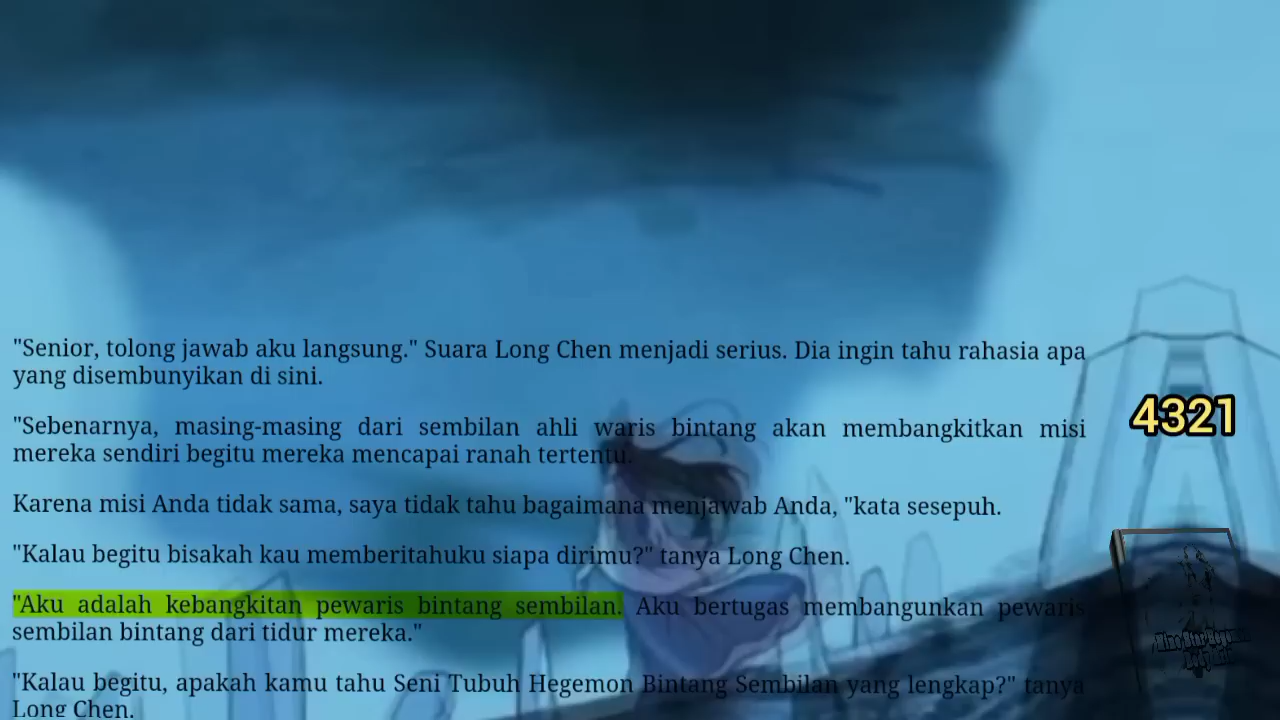 "Senior, tolong jawab aku langsung." Suara Long Chen menjadi serius. Dia ingin tahu rahasia apa
yang disembunyikan di sini.
"Sebenarnya, masing-masing dari sembilan ahli waris bintang akan membangkitkan misi
mereka sendiri begitu mereka mencapai ranah tertentu.
4321
Karena misi Anda tidak sama, saya tidak tahu bagaimana menjawab Anda, "kata sesepuh.
"Kalau begitu bisakah kau memberitahuku siapa dirimu?" tanya Long Chen.
"Aku adalah kebangkitan pewaris bintang sembilan. Aku bertugas membangunkan pewaris
sembilan bintang dari tidur mereka."
"Kalau begitu, apakah kamu tahu Seni Tubuh Hegemon Bintang Sembilan yang lengkap?" tanya
Long Chen.